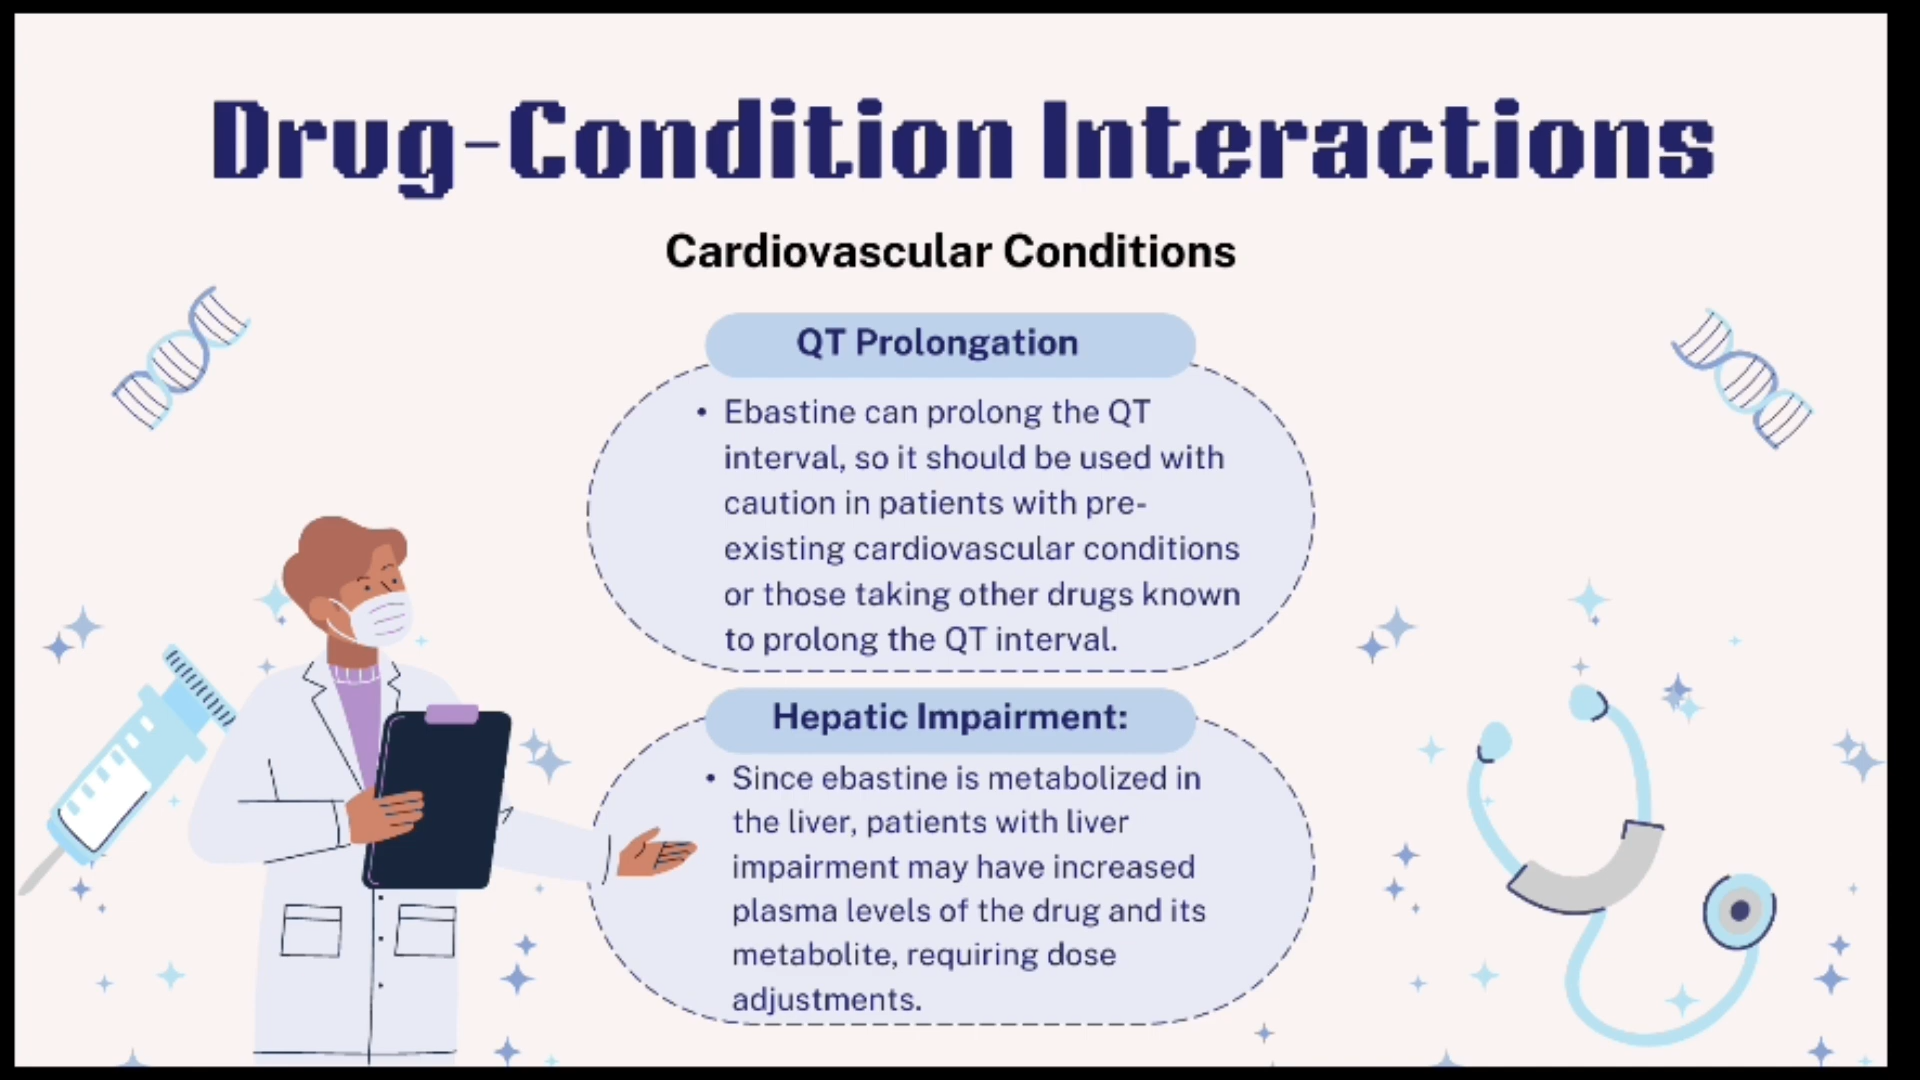 Drug-Condition Interactions
Cardiovascular Conditions
QT Prolongation
• Ebastine can prolong the QT
interval, so it should be used with
caution in patients with pre-
existing cardiovascular conditions
or those taking other drugs known
to prolong the QT interval.
Hepatic Impairment:
• Since ebastine is metabolized in
the liver, patients with liver
impairment may have increased
plasma levels of the drug and its
metabolite, requiring dose
adjustments.